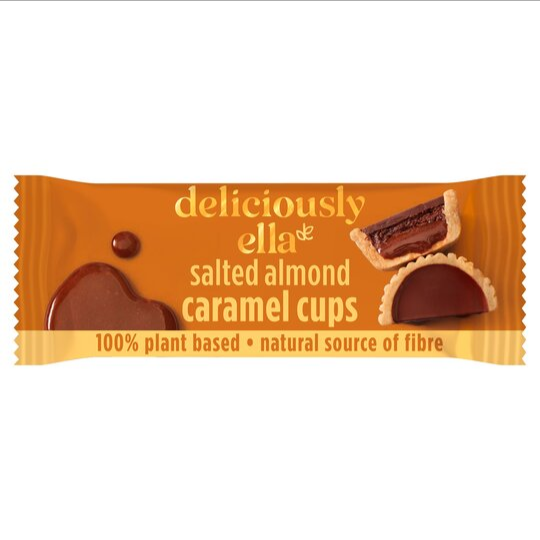 deliciously
ella
salted almond
caramel cups
100% plant based • natural source of fibre